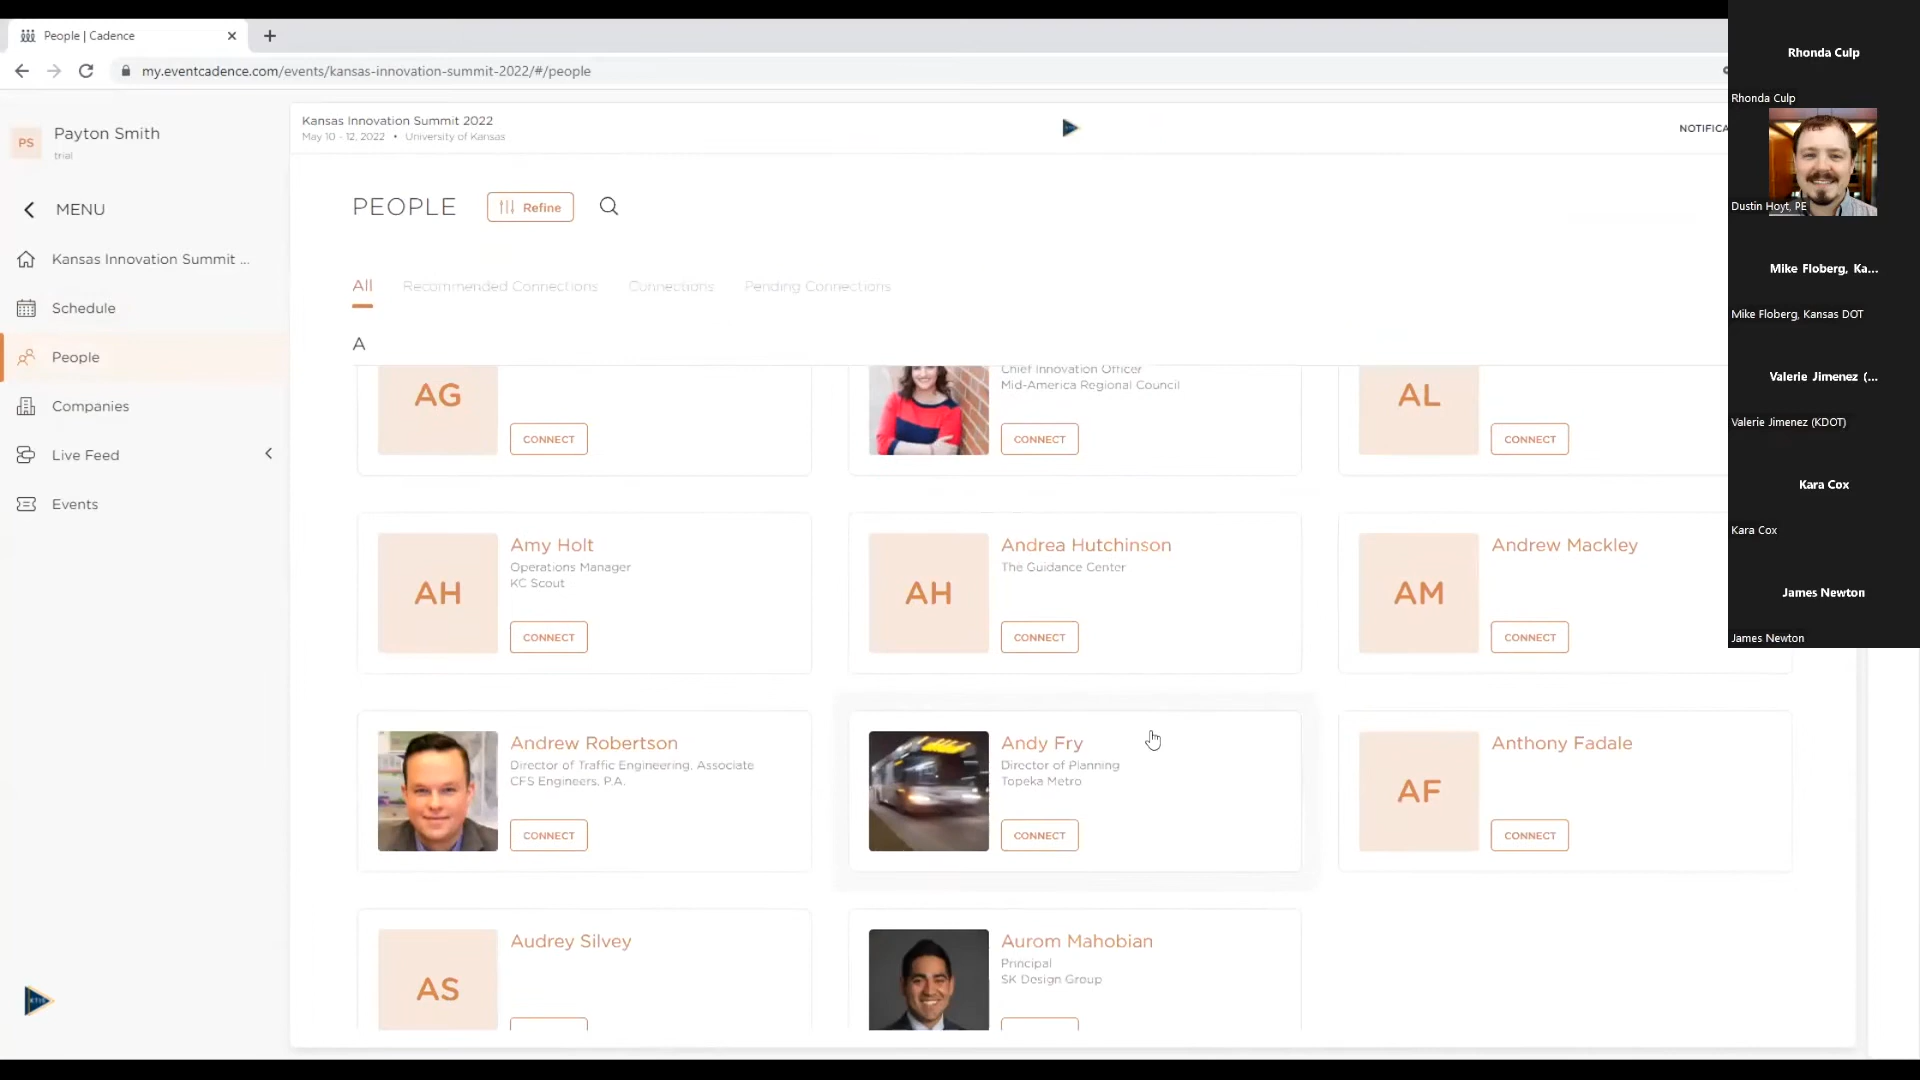 People | Cadence
my.eventcadence.com/events/kansas-innovation-summit-2022/#/people
PS
Payton Smith
trial
MENU
Kansas Innovation Summit ...
Schedule
People
Companies
Live Feed
Events
Kansas Innovation Summit 2022
May 10 - 12, 2022 • University of Kansas
NOTIFICA
PEOPLE
Refine
All
Recommended Connections
Connections
Pending Connections
A
AG
CONNECT
Chief Innovation Officer
Mid-America Regional Council
CONNECT
AL
CONNECT
AH
Amy Holt
Operations Manager
KC Scout
CONNECT
AH
Andrea Hutchinson
The Guidance Center
CONNECT
AM
Andrew Mackley
CONNECT
Andrew Robertson
Director of Traffic Engineering, Associate
CFS Engineers, P.A.
CONNECT
Andy Fry
Director of Planning
Topeka Metro
CONNECT
AF
Anthony Fadale
CONNECT
AS
Audrey Silvey
Aurom Mahobian
Principal
SK Design Group
Rhonda Culp
Rhonda Culp
Dustin Hoyt, PE
Mike Floberg, Ka...
Mike Floberg, Kansas DOT
Valerie Jimenez (...
Valerie Jimenez (KDOT)
Kara Cox
Kara Cox
James Newton
James Newton